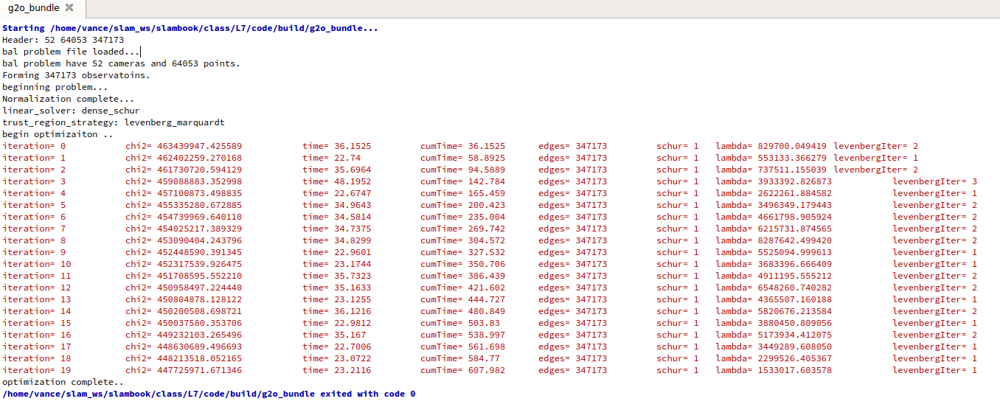 g2o_bundle
Starting /home/vance/slam_ws/slambook/class/L7/code/build/g2o_bundle...
Header: 52 64053 347173
bal problem file loaded...
bal problem have 52 cameras and 64053 points.
Forming 347173 observatoins.
beginning problem...
Normalization complete...
linear_solver: dense_schur
trust_region_strategy: levenberg_marquardt
begin optimizaiton ..
iteration= 0 chi2= 463439947.425589 time= 36.1525 cumTime= 36.1525 edges= 347173 schur= 1 lambda= 829700.049419 levenbergIter= 2
iteration= 1 chi2= 462402259.270168 time= 22.74 cumTime= 58.8925 edges= 347173 schur= 1 lambda= 553133.366279 levenbergIter= 1
iteration= 2 chi2= 461730720.594129 time= 35.6964 cumTime= 94.5889 edges= 347173 schur= 1 lambda= 737511.155039 levenbergIter= 2
iteration= 3 chi2= 459088883.352998 time= 48.1952 cumTime= 142.784 edges= 347173 schur= 1 lambda= 3933392.826873 levenbergIter= 3
iteration= 4 chi2= 457100873.498835 time= 22.6747 cumTime= 165.459 edges= 347173 schur= 1 lambda= 2622261.884582 levenbergIter= 1
iteration= 5 chi2= 455335280.672885 time= 34.9643 cumTime= 200.423 edges= 347173 schur= 1 lambda= 3496349.179443 levenbergIter= 2
iteration= 6 chi2= 454739969.640110 time= 34.5814 cumTime= 235.004 edges= 347173 schur= 1 lambda= 4661798.905924 levenbergIter= 2
iteration= 7 chi2= 454025217.389329 time= 34.7375 cumTime= 269.742 edges= 347173 schur= 1 lambda= 6215731.874565 levenbergIter= 2
iteration= 8 chi2= 453090404.243796 time= 34.8299 cumTime= 304.572 edges= 347173 schur= 1 lambda= 8287642.499420 levenbergIter= 2
iteration= 9 chi2= 452448590.391345 time= 22.9601 cumTime= 327.532 edges= 347173 schur= 1 lambda= 5525094.999613 levenbergIter= 1
iteration= 10 chi2= 452317539.926475 time= 23.1744 cumTime= 350.706 edges= 347173 schur= 1 lambda= 3683396.666409 levenbergIter= 1
iteration= 11 chi2= 451708595.552210 time= 35.7323 cumTime= 386.439 edges= 347173 schur= 1 lambda= 4911195.555212 levenbergIter= 2
iteration= 12 chi2= 450958497.224440 time= 35.1633 cumTime= 421.602 edges= 347173 schur= 1 lambda= 6548260.740282 levenbergIter= 2
iteration= 13 chi2= 450804878.128122 time= 23.1255 cumTime= 444.727 edges= 347173 schur= 1 lambda= 4365507.160188 levenbergIter= 1
iteration= 14 chi2= 450200508.698721 time= 36.1216 cumTime= 480.849 edges= 347173 schur= 1 lambda= 5820676.213584 levenbergIter= 2
iteration= 15 chi2= 450037580.353706 time= 22.9812 cumTime= 503.83 edges= 347173 schur= 1 lambda= 3880450.809056 levenbergIter= 1
iteration= 16 chi2= 449232103.265496 time= 35.167 cumTime= 538.997 edges= 347173 schur= 1 lambda= 5173934.412075 levenbergIter= 2
iteration= 17 chi2= 448630689.496693 time= 22.7006 cumTime= 561.698 edges= 347173 schur= 1 lambda= 3449289.608050 levenbergIter= 1
iteration= 18 chi2= 448213518.052165 time= 23.0722 cumTime= 584.77 edges= 347173 schur= 1 lambda= 2299526.405367 levenbergIter= 1
iteration= 19 chi2= 447725971.671346 time= 23.2116 cumTime= 607.982 edges= 347173 schur= 1 lambda= 1533017.603578 levenbergIter= 1
optimization complete..
/home/vance/slam_ws/slambook/class/L7/code/build/g2o_bundle exited with code 0